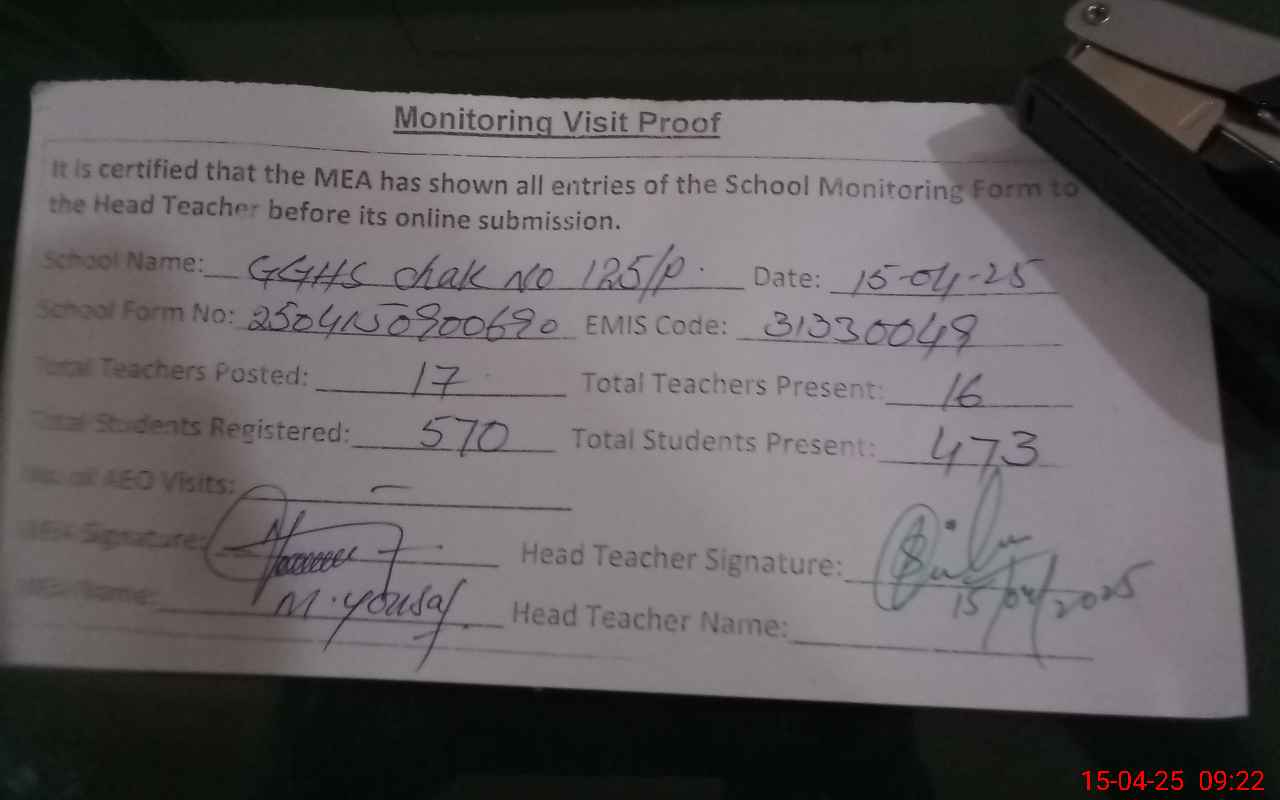 Monitoring Visit Proof
It is certified that the MEA has shown all entries of the School Monitoring Form to
the Head Teacher before its online submission.
School Name: GGHS chak No 125/P. Date: 15-04-25
School Form No: 2504150900690 EMIS Code: 31330049
Total Teachers Posted: 17 Total Teachers Present: 16
Total Students Registered: 570 Total Students Present: 473
No. of AEO Visits: –
MEA Signature: Head Teacher Signature: 15/04/2025
MEA Name: M. yousaf Head Teacher Name:
15-04-25 09:22